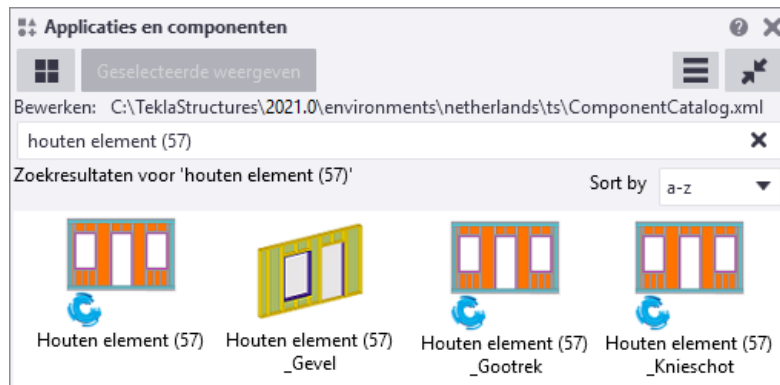 Applicaties en componenten
Geselecteerde weergeven
Bewerken: C:\TeklaStructures\2021.0\environments\netherlands\ts\ComponentCatalog.xml
houten element (57)
Zoekresultaten voor 'houten element (57)'
Sort by a-z
Houten element (57)
Houten element (57)
_Gevel
Houten element (57)
_Gootrek
Houten element (57)
_Knieschot